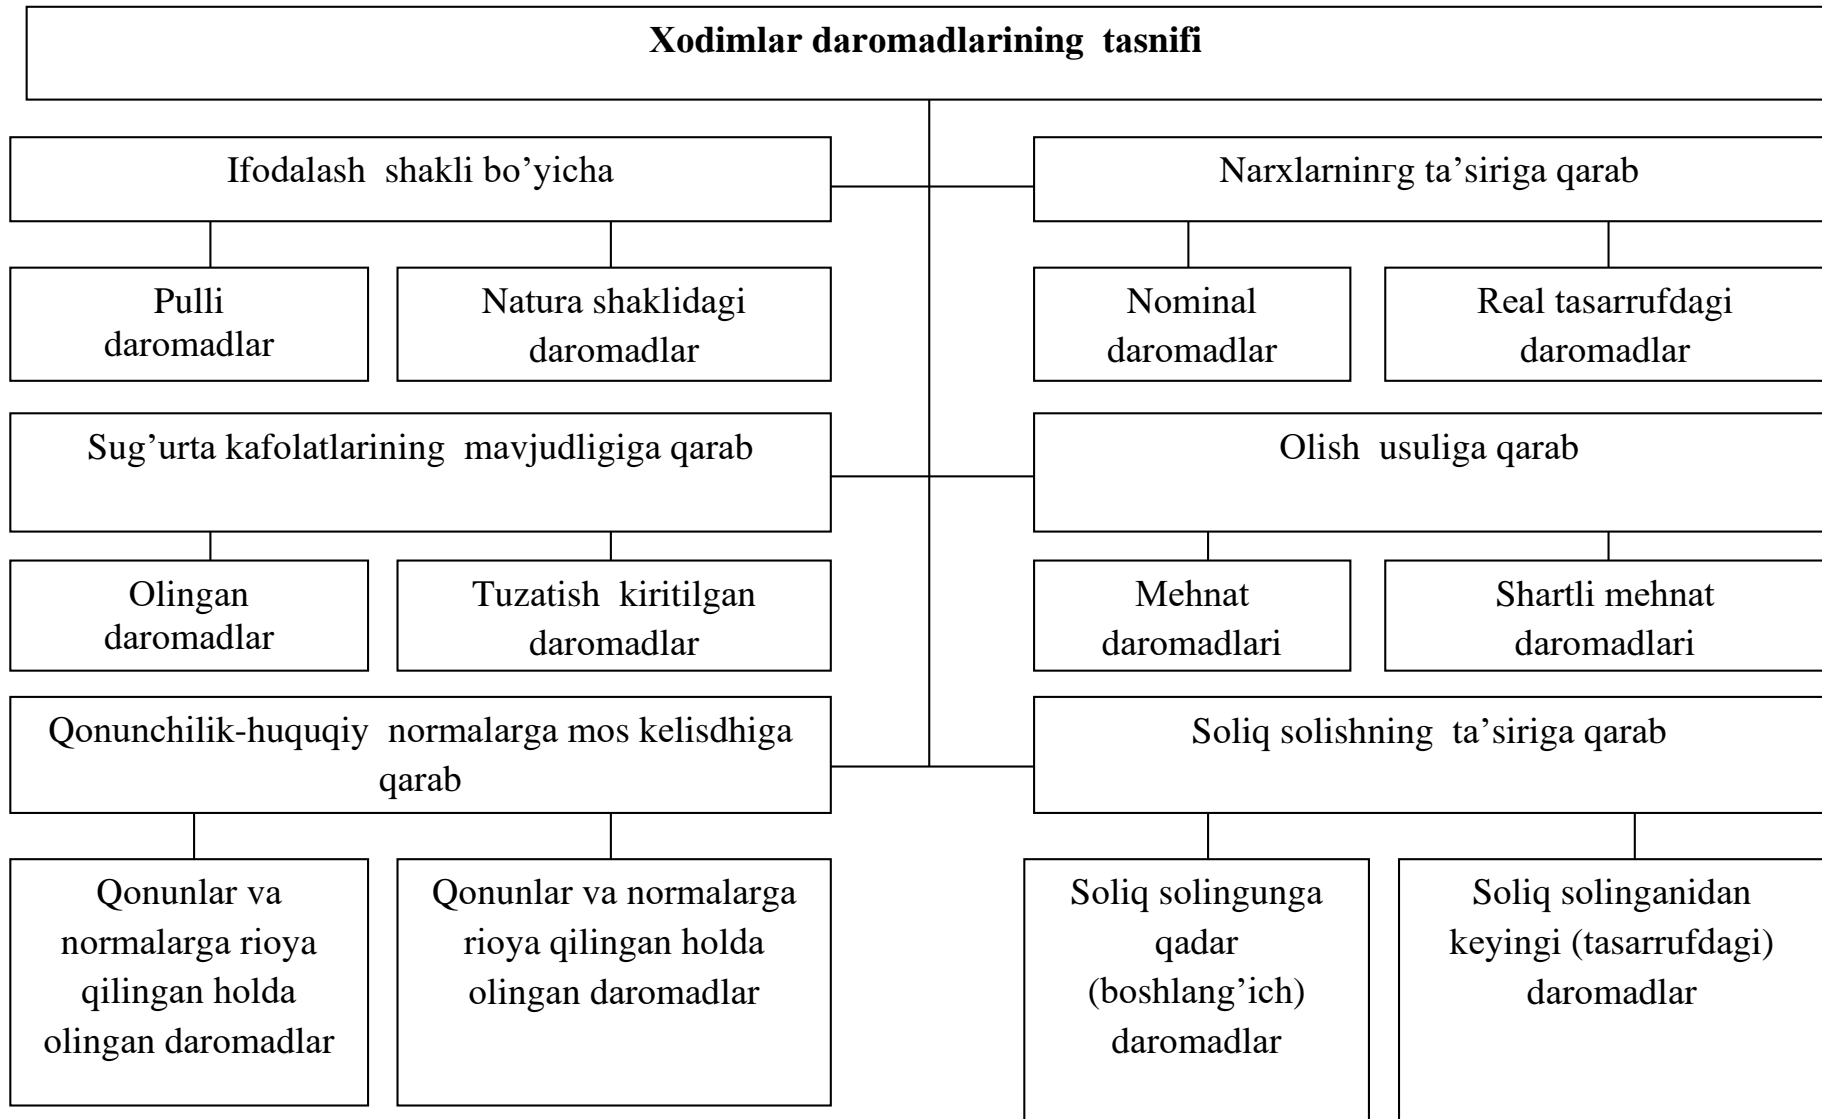 Xodimlar daromadlarining tasnifi
Ifodalash shakli bo’yicha
Narxlarninгg ta’siriga qarab
Pulli
daromadlar
Natura shaklidagi
daromadlar
Nominal
daromadlar
Real tasarrufdagi
daromadlar
Sug’urta kafolatlarining mavjudligiga qarab
Olish usuliga qarab
Olingan
daromadlar
Tuzatish kiritilgan
daromadlar
Mehnat
daromadlari
Shartli mehnat
daromadlari
Qonunchilik-huquqiy normalarga mos kelisdhiga
qarab
Soliq solishning ta’siriga qarab
Qonunlar va
normalarga rioya
qilingan holda
olingan daromadlar
Qonunlar va normalarga
rioya qilingan holda
olingan daromadlar
Soliq solingunga
qadar
(boshlang’ich)
daromadlar
Soliq solinganidan
keyingi (tasarrufdagi)
daromadlar